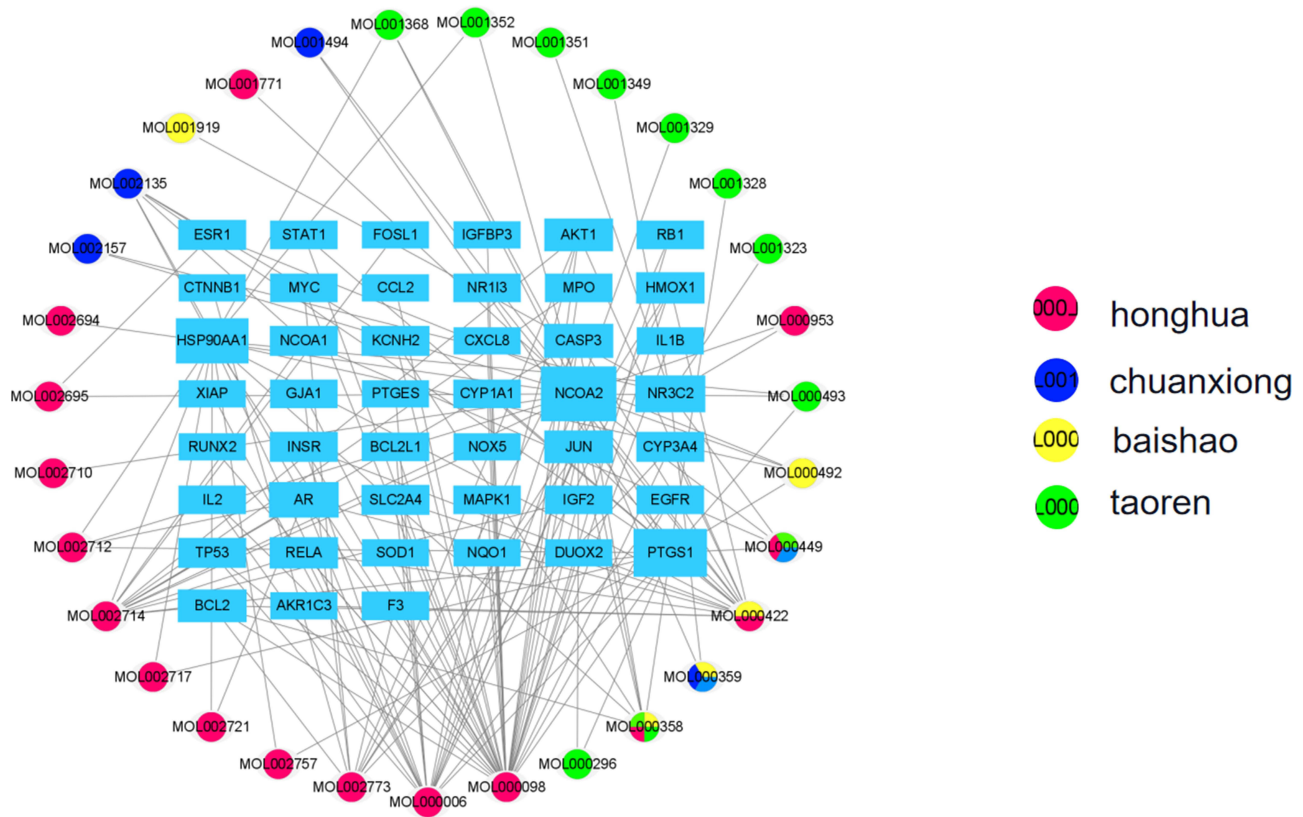 MOL001368
MOL001352
MOL001494
MOL001351
MOL001771
MOL001349
MOL001919
MOL001329
MOL002135
MOL001328
MOL002157
MOL001323
ESR1 STAT1 FOSL1 IGFBP3 AKT1 RB1
CTNNB1 MYC CCL2 NR1I3 MPO HMOX1
MOL002694
MOL000953
HSP90AA1 NCOA1 KCNH2 CXCL8 CASP3 IL1B
MOL002695
MOL000493
XIAP GJA1 PTGES CYP1A1 NCOA2 NR3C2
RUNX2 INSR BCL2L1 NOX5 JUN CYP3A4
MOL002710
MOL000492
IL2 AR SLC2A4 MAPK1 IGF2 EGFR
MOL002712
MOL000449
TP53 RELA SOD1 NQO1 DUOX2 PTGS1
BCL2 AKR1C3 F3
MOL002714
MOL000422
MOL002717
MOL000359
MOL002721
MOL000358
MOL002757
MOL000296
MOL002773
MOL000098
MOL000006
honghua
chuanxiong
baishao
taoren